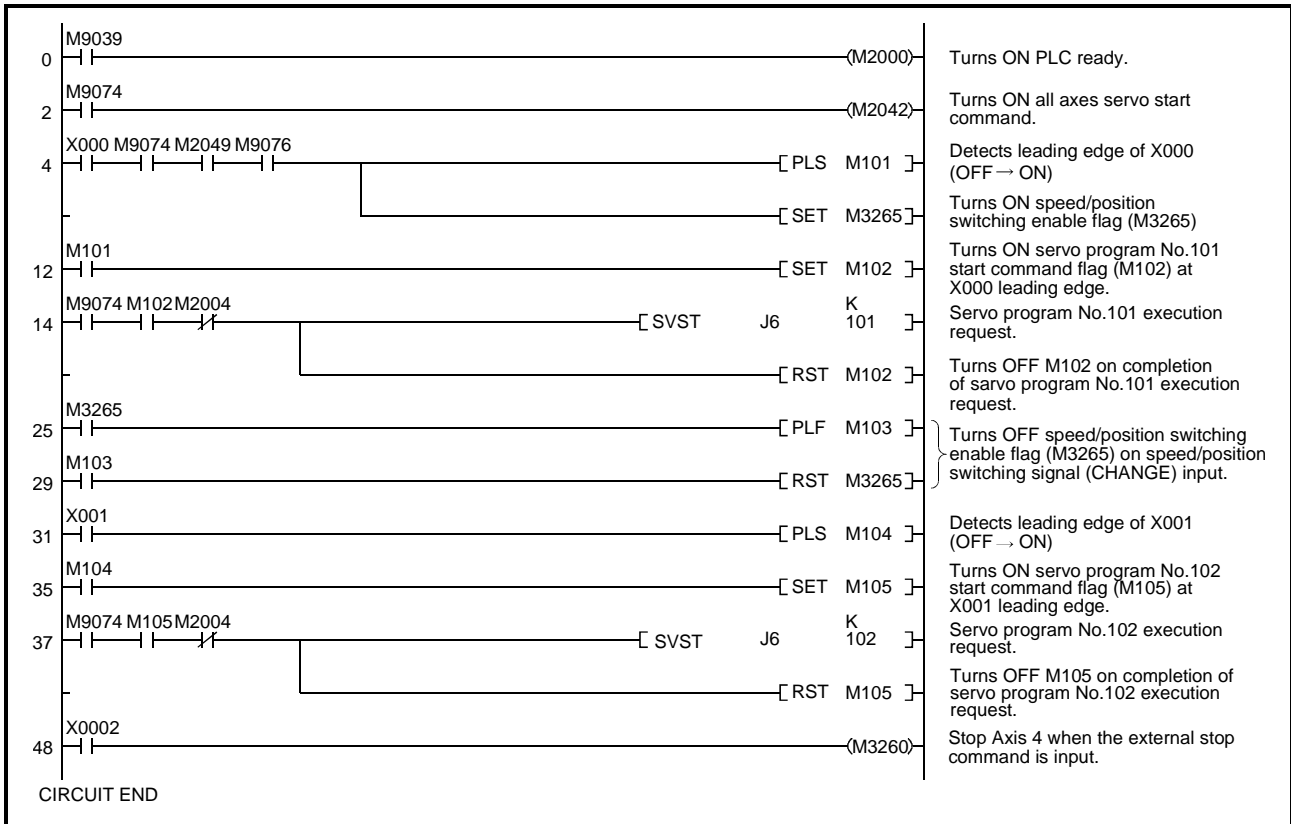 M9039
0 (M2000) Turns ON PLC ready.
M9074
2 (M2042) Turns ON all axes servo start
command.
X000 M9074 M2049 M9076
4 [ PLS M101 ] Detects leading edge of X000
(OFF → ON)
[ SET M3265 ] Turns ON speed/position
switching enable flag (M3265)
M101
12 [ SET M102 ] Turns ON servo program No.101
start command flag (M102) at
X000 leading edge.
M9074 M102 M2004
14 [ SVST J6 K 101 ] Servo program No.101 execution
request.
[ RST M102 ] Turns OFF M102 on completion
of sarvo program No.101 execution
request.
M3265
25 [ PLF M103 ]
M103
29 [ RST M3265 ]
Turns OFF speed/position switching
enable flag (M3265) on speed/position
switching signal (CHANGE) input.
X001
31 [ PLS M104 ] Detects leading edge of X001
(OFF → ON)
M104
35 [ SET M105 ] Turns ON servo program No.102
start command flag (M105) at
X001 leading edge.
M9074 M105 M2004
37 [ SVST J6 K 102 ] Servo program No.102 execution
request.
[ RST M105 ] Turns OFF M105 on completion of
servo program No.102 execution
request.
X0002
48 (M3260) Stop Axis 4 when the external stop
command is input.
CIRCUIT END